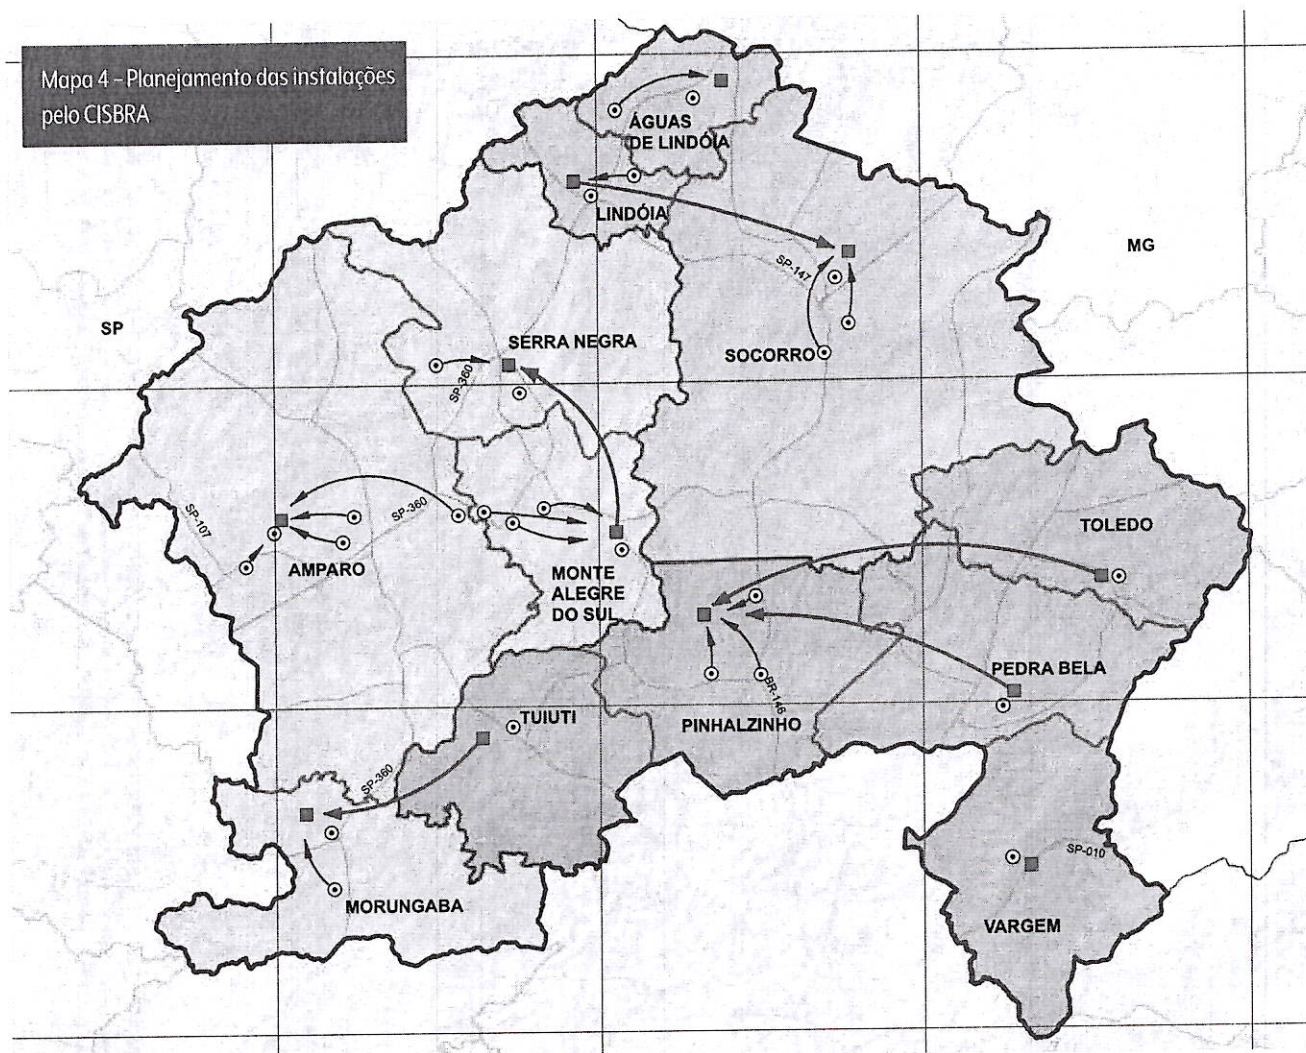 Mapa 4 – Planejamento das instalações
pelo CISBRA
ÁGUAS
DE LINDÓIA
LINDÓIA
MG
SP-147
SP
SERRA NEGRA
SOCORRO
SP-360
SP-107
SP-360
TOLEDO
AMPARO
MONTE
ALEGRE
DO SUL
PEDRA BELA
BR-146
TUIUTI
PINHALZINHO
SP-360
SP-010
MORUNGABA
VARGEM